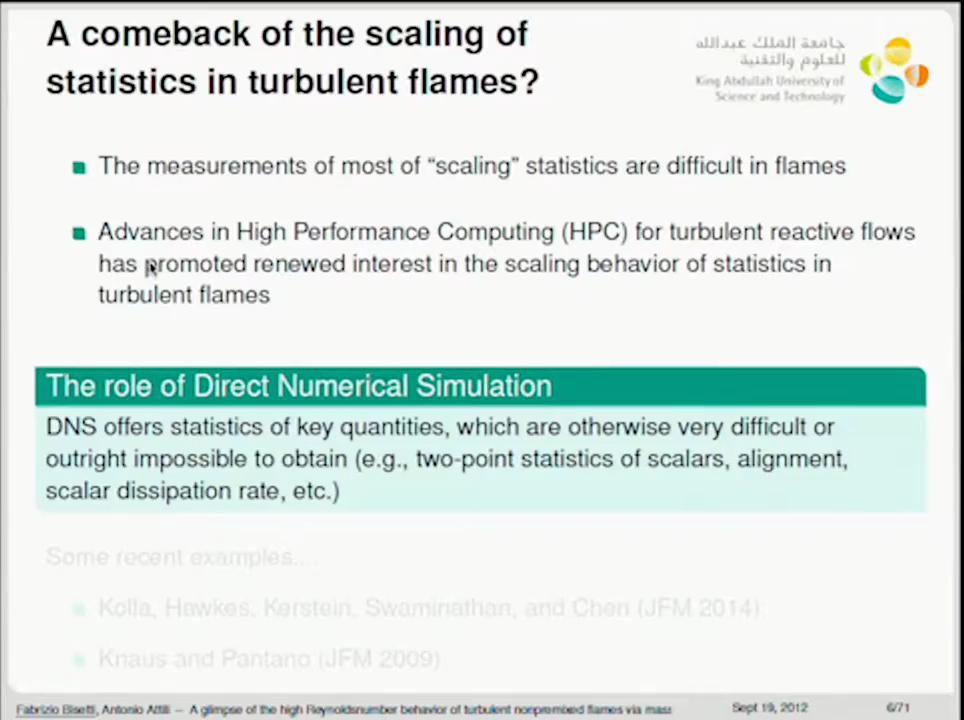 A comeback of the scaling of
statistics in turbulent flames?
جامعة الملك عبدالله
للعلوم والتقنية
King Abdullah University of
Science and Technology
The measurements of most of “scaling” statistics are difficult in flames
Advances in High Performance Computing (HPC) for turbulent reactive flows
has promoted renewed interest in the scaling behavior of statistics in
turbulent flames
The role of Direct Numerical Simulation
DNS offers statistics of key quantities, which are otherwise very difficult or
outright impossible to obtain (e.g., two-point statistics of scalars, alignment,
scalar dissipation rate, etc.)
Some recent examples...
Kolla, Hawkes, Kerstein, Swaminathan, and Chen (JFM 2014)
Knaus and Pantano (JFM 2009)
Fabrizio Bisetti, Antonio Attili — A glimpse of the high Reynoldsnumber behavior of turbulent nonpremixed flames via mass
Sept 19, 2012
6/71